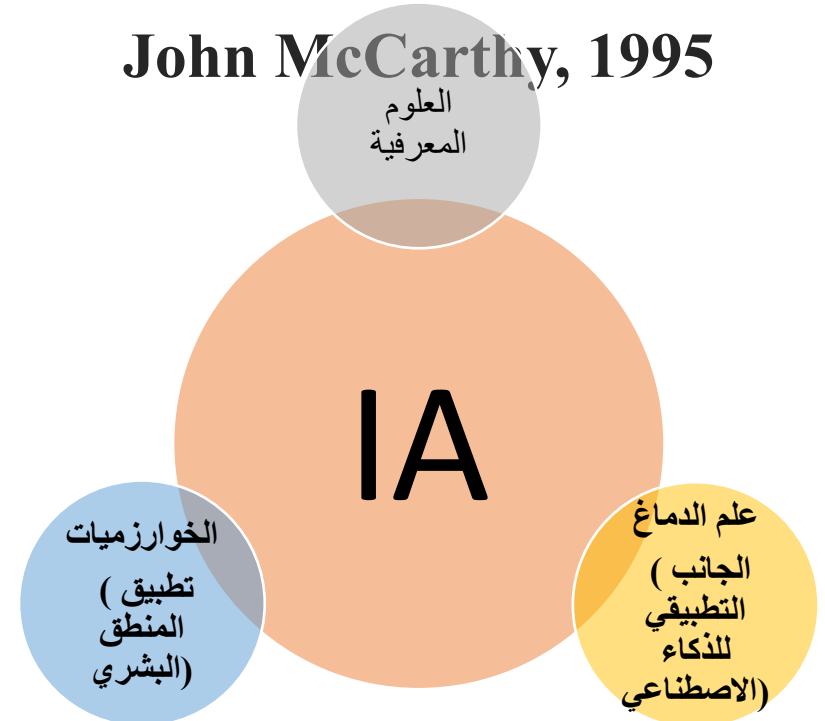 John McCarthy, 1995
العلوم
المعرفية
IA
الخوارزميات
(تطبيق
المنطق
البشري)
علم الدماغ
(الجانب
التطبيقي
للذكاء
الاصطناعي)